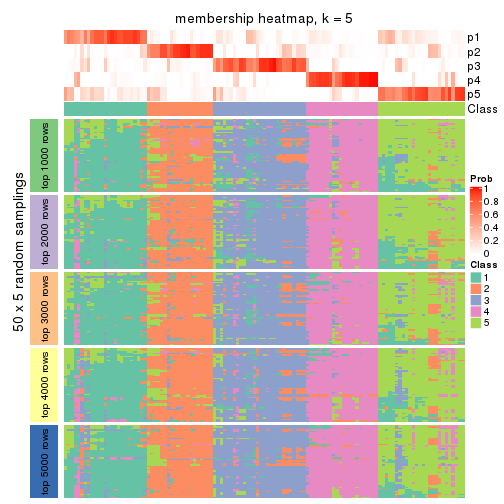 membership heatmap, k = 5
p1
p2
p3
p4
p5
Class
50 x 5 random samplings
top 1000 rows
top 2000 rows
top 3000 rows
top 4000 rows
top 5000 rows
Prob
1
0.8
0.6
0.4
0.2
0
Class
1
2
3
4
5